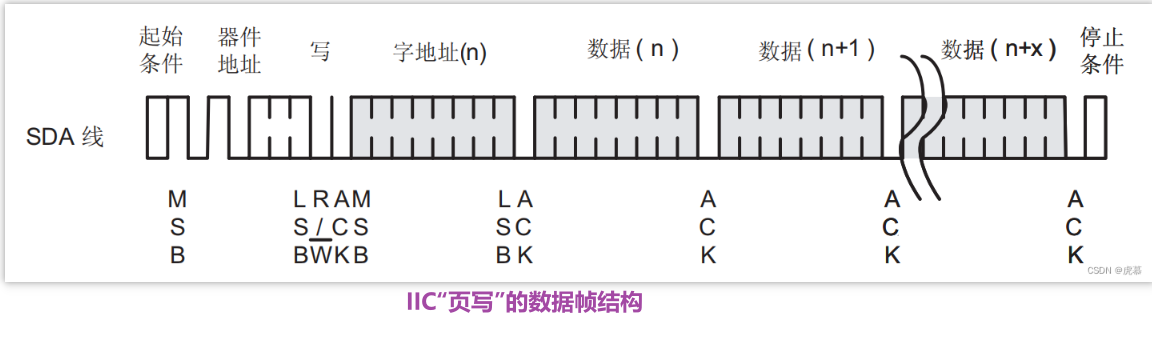 起始 器件 停止
条件 地址 写 字地址(n) 数据 ( n ) 数据 ( n+1 ) 数据 ( n+x ) 条件
SDA 线
M L R A M L A A A A
S S / C S S C C C C
B B W K B B K K K K
CSDN @虎慕
IIC“页写”的数据帧结构